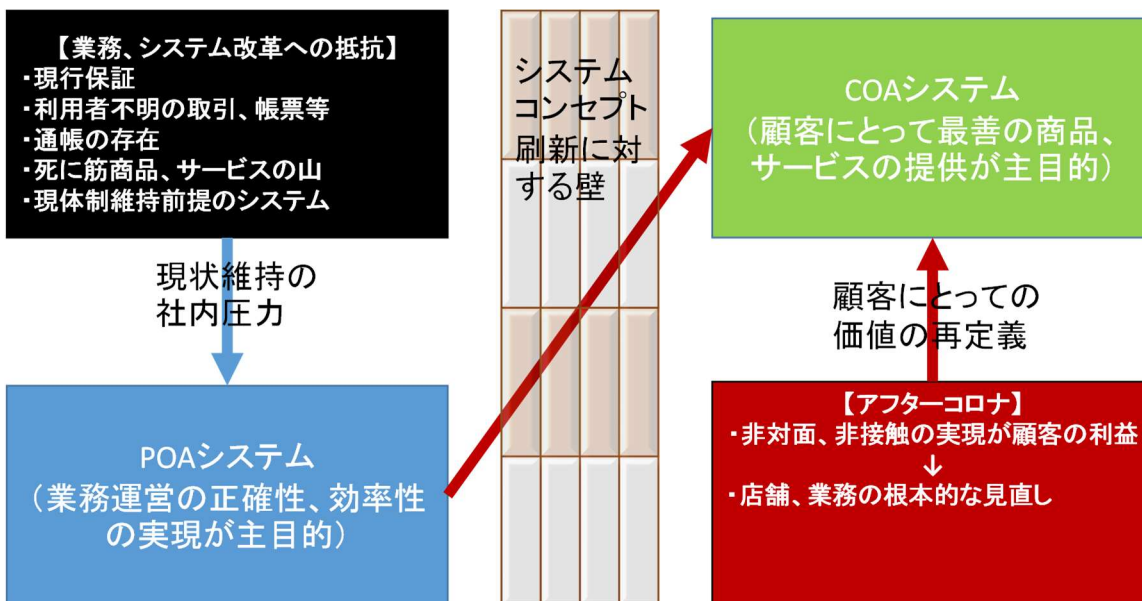 【業務、システム改革への抵抗】
・現行保証
・利用者不明の取引、帳票等
・通帳の存在
・死に筋商品、サービスの山
・現体制維持前提のシステム
現状維持の
社内圧力
POAシステム
（業務運営の正確性、効率性
の実現が主目的）
システム
コンセプト
刷新に対
する壁
COAシステム
（顧客にとって最善の商品、
サービスの提供が主目的）
顧客にとっての
価値の再定義
【アフターコロナ】
・非対面、非接触の実現が顧客の利益
↓
・店舗、業務の根本的な見直し